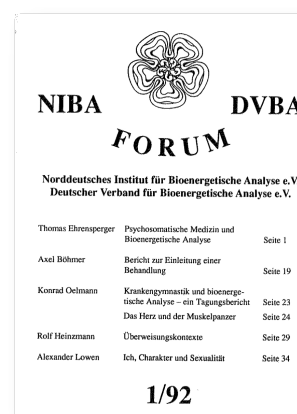 NIBA DVBA
FORUM
Norddeutsches Institut für Bioenergetische Analyse e.V
Deutscher Verband für Bioenergetische Analyse e.V.
Thomas Ehrensperger Psychosomatische Medizin und
Bioenergetische Analyse Seite 1
Axel Böhmer Bericht zur Einleitung einer
Behandlung Seite 19
Konrad Oelmann Krankengymnastik und bioenerge-
tische Analyse – ein Tagungsbericht Seite 23
Das Herz und der Muskelpanzer Seite 24
Rolf Heinzmann Überweisungskontexte Seite 29
Alexander Lowen Ich, Charakter und Sexualität Seite 34
1/92